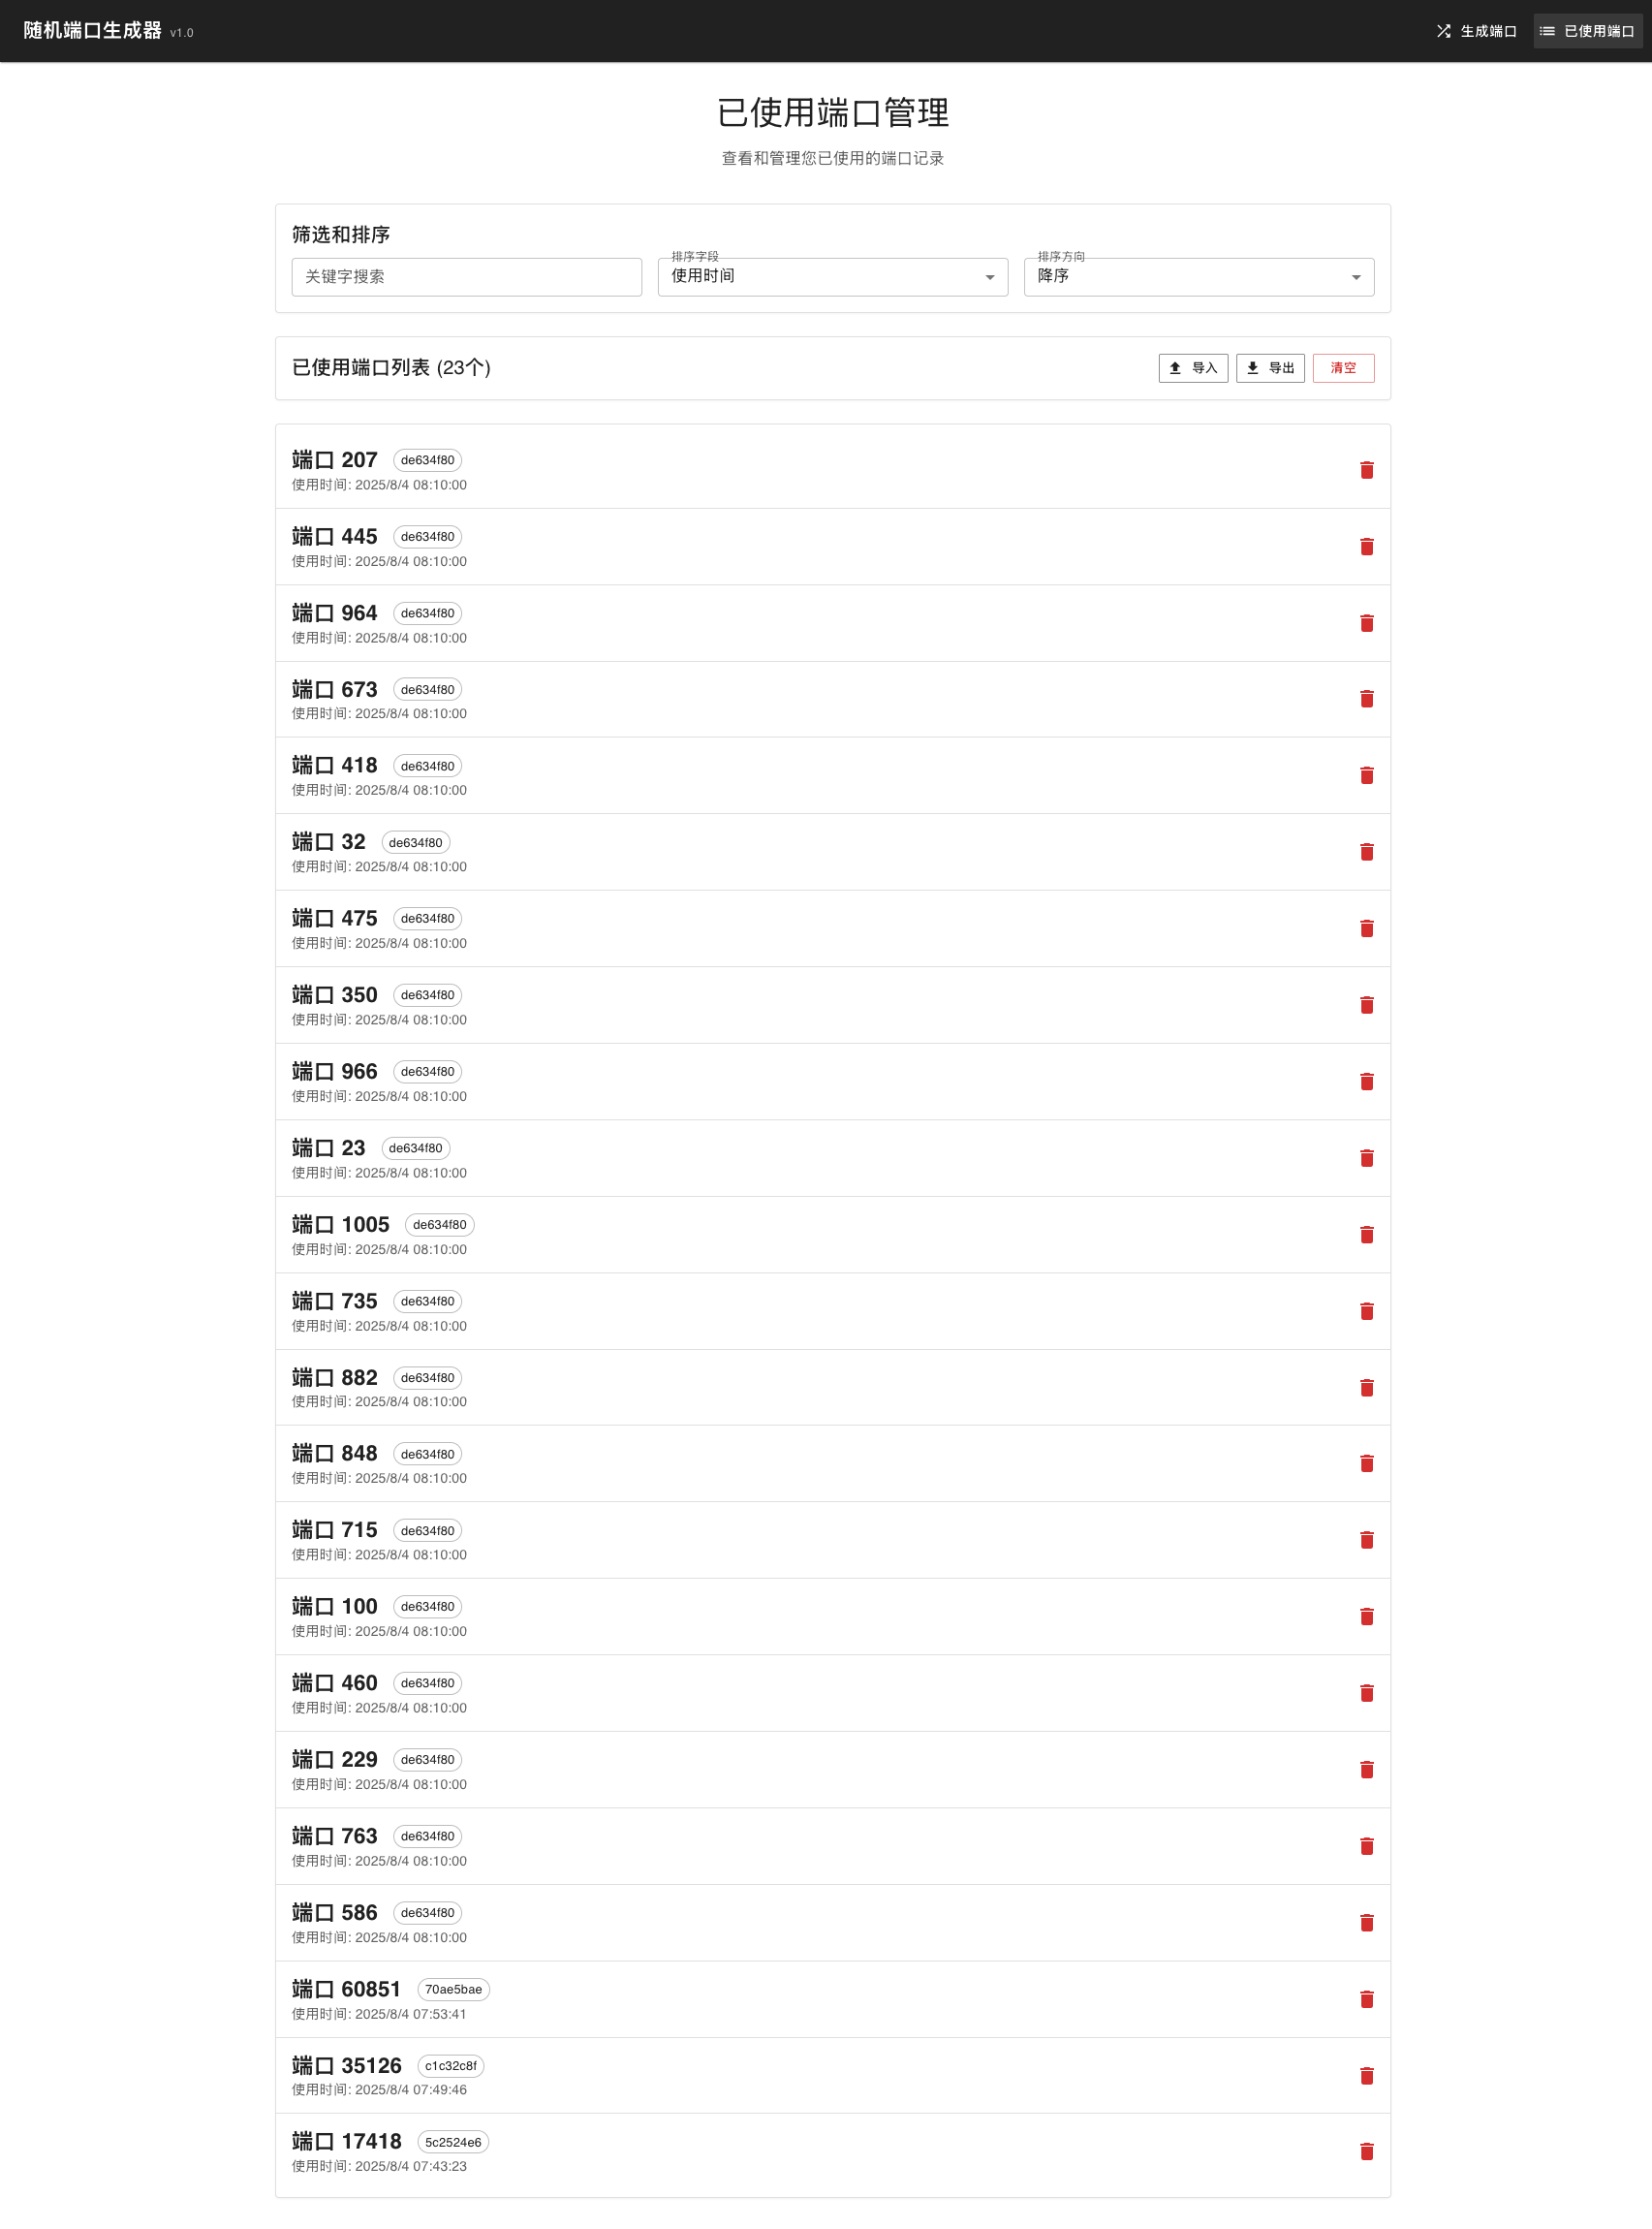 随机端口生成器 v1.0
生成端口
已使用端口
已使用端口管理
查看和管理您已使用的端口记录
筛选和排序
关键字搜索
排序字段
使用时间
排序方向
降序
已使用端口列表 (23个)
导入
导出
清空
端口 207 de634f80
使用时间: 2025/8/4 08:10:00
端口 445 de634f80
使用时间: 2025/8/4 08:10:00
端口 964 de634f80
使用时间: 2025/8/4 08:10:00
端口 673 de634f80
使用时间: 2025/8/4 08:10:00
端口 418 de634f80
使用时间: 2025/8/4 08:10:00
端口 32 de634f80
使用时间: 2025/8/4 08:10:00
端口 475 de634f80
使用时间: 2025/8/4 08:10:00
端口 350 de634f80
使用时间: 2025/8/4 08:10:00
端口 966 de634f80
使用时间: 2025/8/4 08:10:00
端口 23 de634f80
使用时间: 2025/8/4 08:10:00
端口 1005 de634f80
使用时间: 2025/8/4 08:10:00
端口 735 de634f80
使用时间: 2025/8/4 08:10:00
端口 882 de634f80
使用时间: 2025/8/4 08:10:00
端口 848 de634f80
使用时间: 2025/8/4 08:10:00
端口 715 de634f80
使用时间: 2025/8/4 08:10:00
端口 100 de634f80
使用时间: 2025/8/4 08:10:00
端口 460 de634f80
使用时间: 2025/8/4 08:10:00
端口 229 de634f80
使用时间: 2025/8/4 08:10:00
端口 763 de634f80
使用时间: 2025/8/4 08:10:00
端口 586 de634f80
使用时间: 2025/8/4 08:10:00
端口 60851 70ae5bae
使用时间: 2025/8/4 07:53:41
端口 35126 c1c32c8f
使用时间: 2025/8/4 07:49:46
端口 17418 5c2524e6
使用时间: 2025/8/4 07:43:23